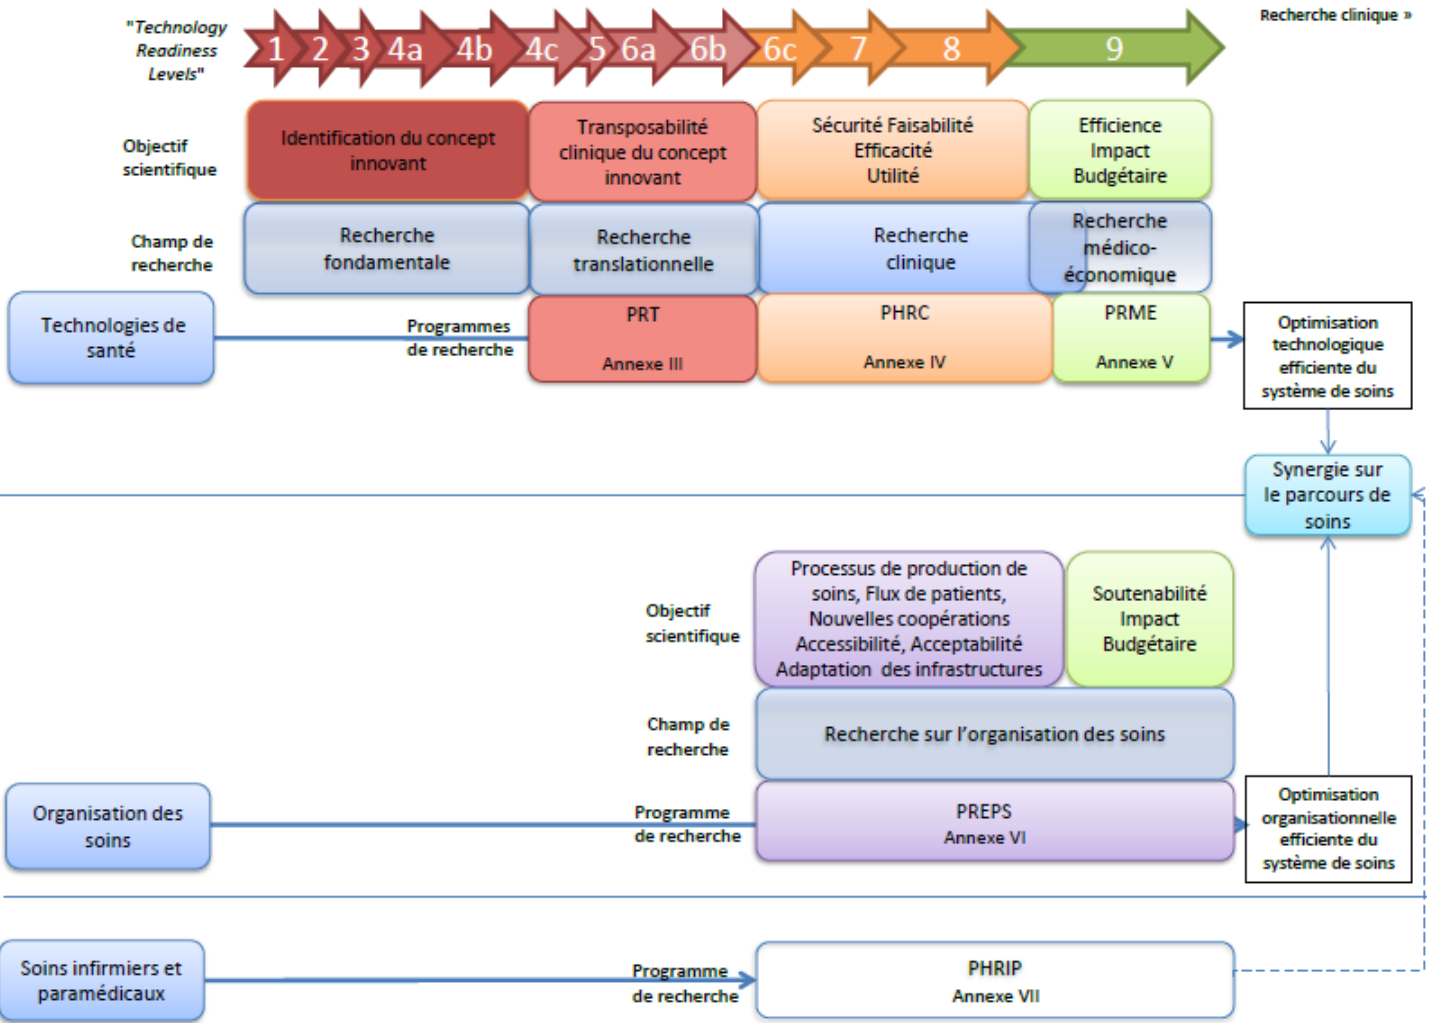 Recherche clinique »
"Technology
Readiness
Levels"
1 2 3 4a 4b 4c 5 6a 6b 6c 7 8 9
Objectif
scientifique
Identification du concept
innovant
Transposabilité
clinique du concept
innovant
Sécurité Faisabilité
Efficacité
Utilité
Efficience
Impact
Budgétaire
Champ de
recherche
Recherche
fondamentale
Recherche
translationnelle
Recherche
clinique
Recherche
médico-
économique
Technologies de
santé
Programmes
de recherche
PRT
Annexe III
PHRC
Annexe IV
PRME
Annexe V
Optimisation
technologique
efficiente du
système de soins
Synergie sur
le parcours de
soins
Objectif
scientifique
Processus de production de
soins, Flux de patients,
Nouvelles coopérations
Accessibilité, Acceptabilité
Adaptation des infrastructures
Soutenabilité
Impact
Budgétaire
Champ de
recherche
Recherche sur l'organisation des soins
Organisation des
soins
Programme
de recherche
PREPS
Annexe VI
Optimisation
organisationnelle
efficiente du
système de soins
Soins infirmiers et
paramédicaux
Programme
de recherche
PHRIP
Annexe VII